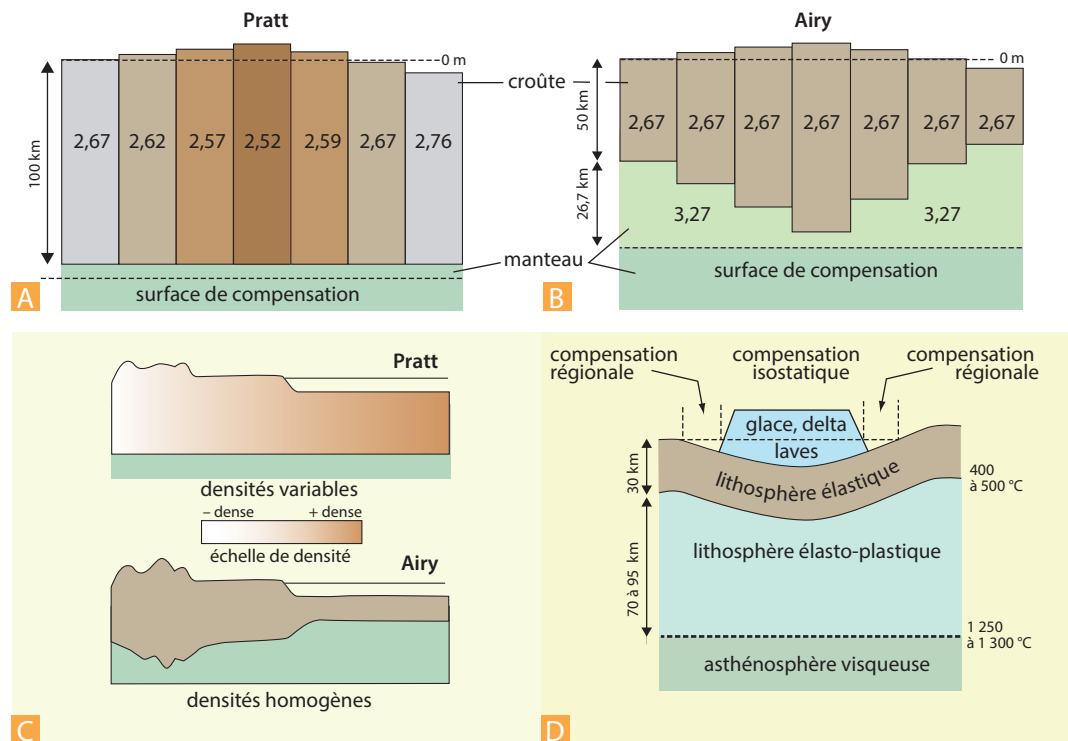 Pratt
0 m
croûte
100 km
2,67
2,62
2,57
2,52
2,59
2,67
2,76
manteau
surface de compensation
A
Airy
0 m
50 km
2,67
2,67
2,67
2,67
2,67
2,67
2,67
26,7 km
3,27
3,27
surface de compensation
B
Pratt
densités variables
– dense
+ dense
échelle de densité
Airy
densités homogènes
C
compensation
régionale
compensation
isostatique
compensation
régionale
glace, delta
laves
30 km
lithosphère élastique
400
à 500 °C
70 à 95 km
lithosphère élasto-plastique
1 250
à 1 300 °C
asthénosphère visqueuse
D